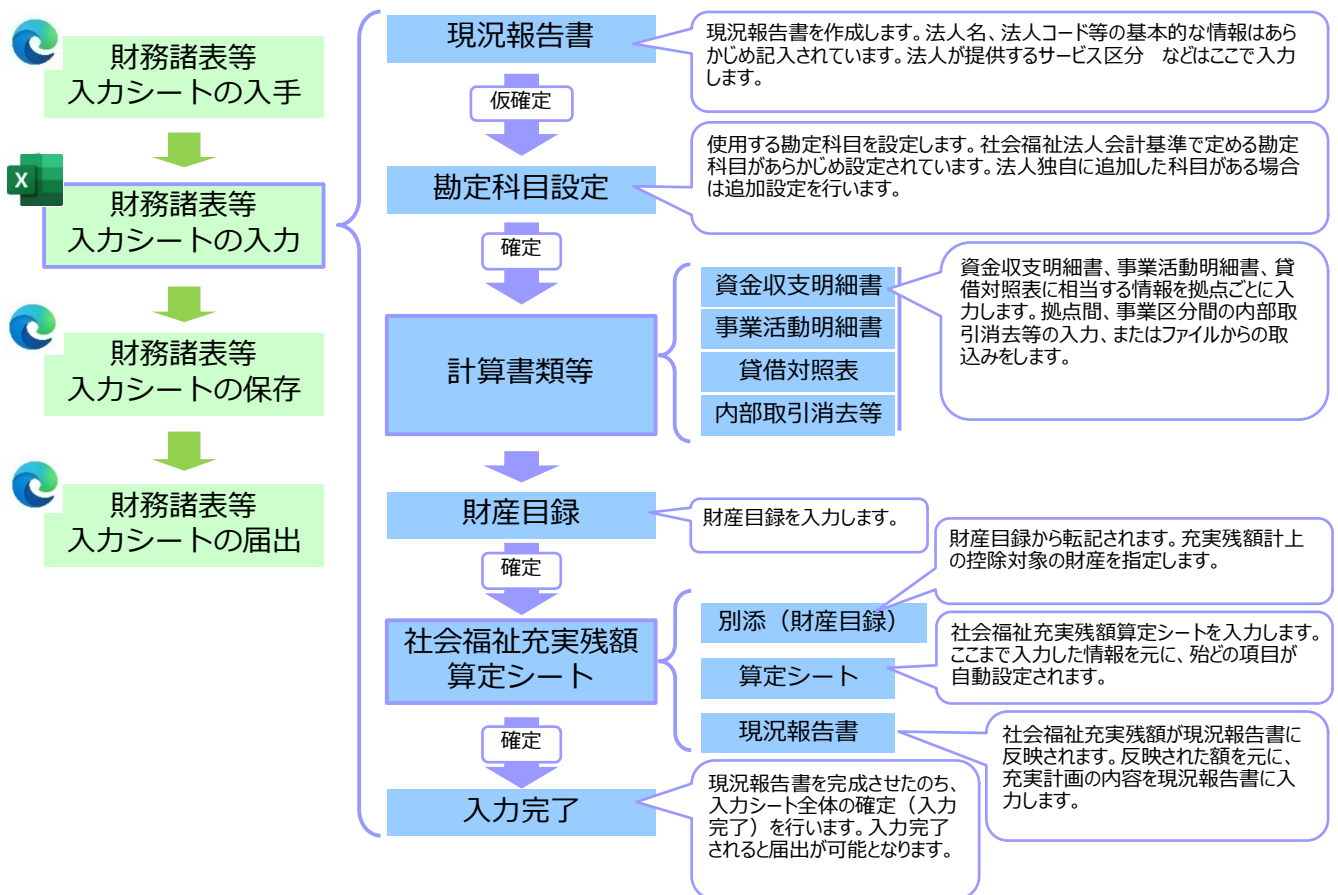 財務諸表等
入力シートの入手
財務諸表等
入力シートの入力
財務諸表等
入力シートの保存
財務諸表等
入力シートの届出
現況報告書
現況報告書を作成します。法人名、法人コード等の基本的な情報はあら
かじめ記入されています。法人が提供するサービス区分　などはここで入力
します。
仮確定
勘定科目設定
使用する勘定科目を設定します。社会福祉法人会計基準で定める勘定
科目があらかじめ設定されています。法人独自に追加した科目がある場合
は追加設定を行います。
確定
計算書類等
資金収支明細書
事業活動明細書
貸借対照表
内部取引消去等
資金収支明細書、事業活動明細書、貸
借対照表に相当する情報を拠点ごとに入
力します。拠点間、事業区分間の内部取
引消去等の入力、またはファイルからの取
込みをします。
財産目録
財産目録を入力します。
確定
社会福祉充実残額
算定シート
別添（財産目録）
財産目録から転記されます。充実残額計上
の控除対象の財産を指定します。
算定シート
社会福祉充実残額算定シートを入力します。
ここまで入力した情報を元に、殆どの項目が
自動設定されます。
現況報告書
社会福祉充実残額が現況報告書に
反映されます。反映された額を元に、
充実計画の内容を現況報告書に入
力します。
確定
入力完了
現況報告書を完成させたのち、
入力シート全体の確定（入力
完了）を行います。入力完了
されると届出が可能となります。
X